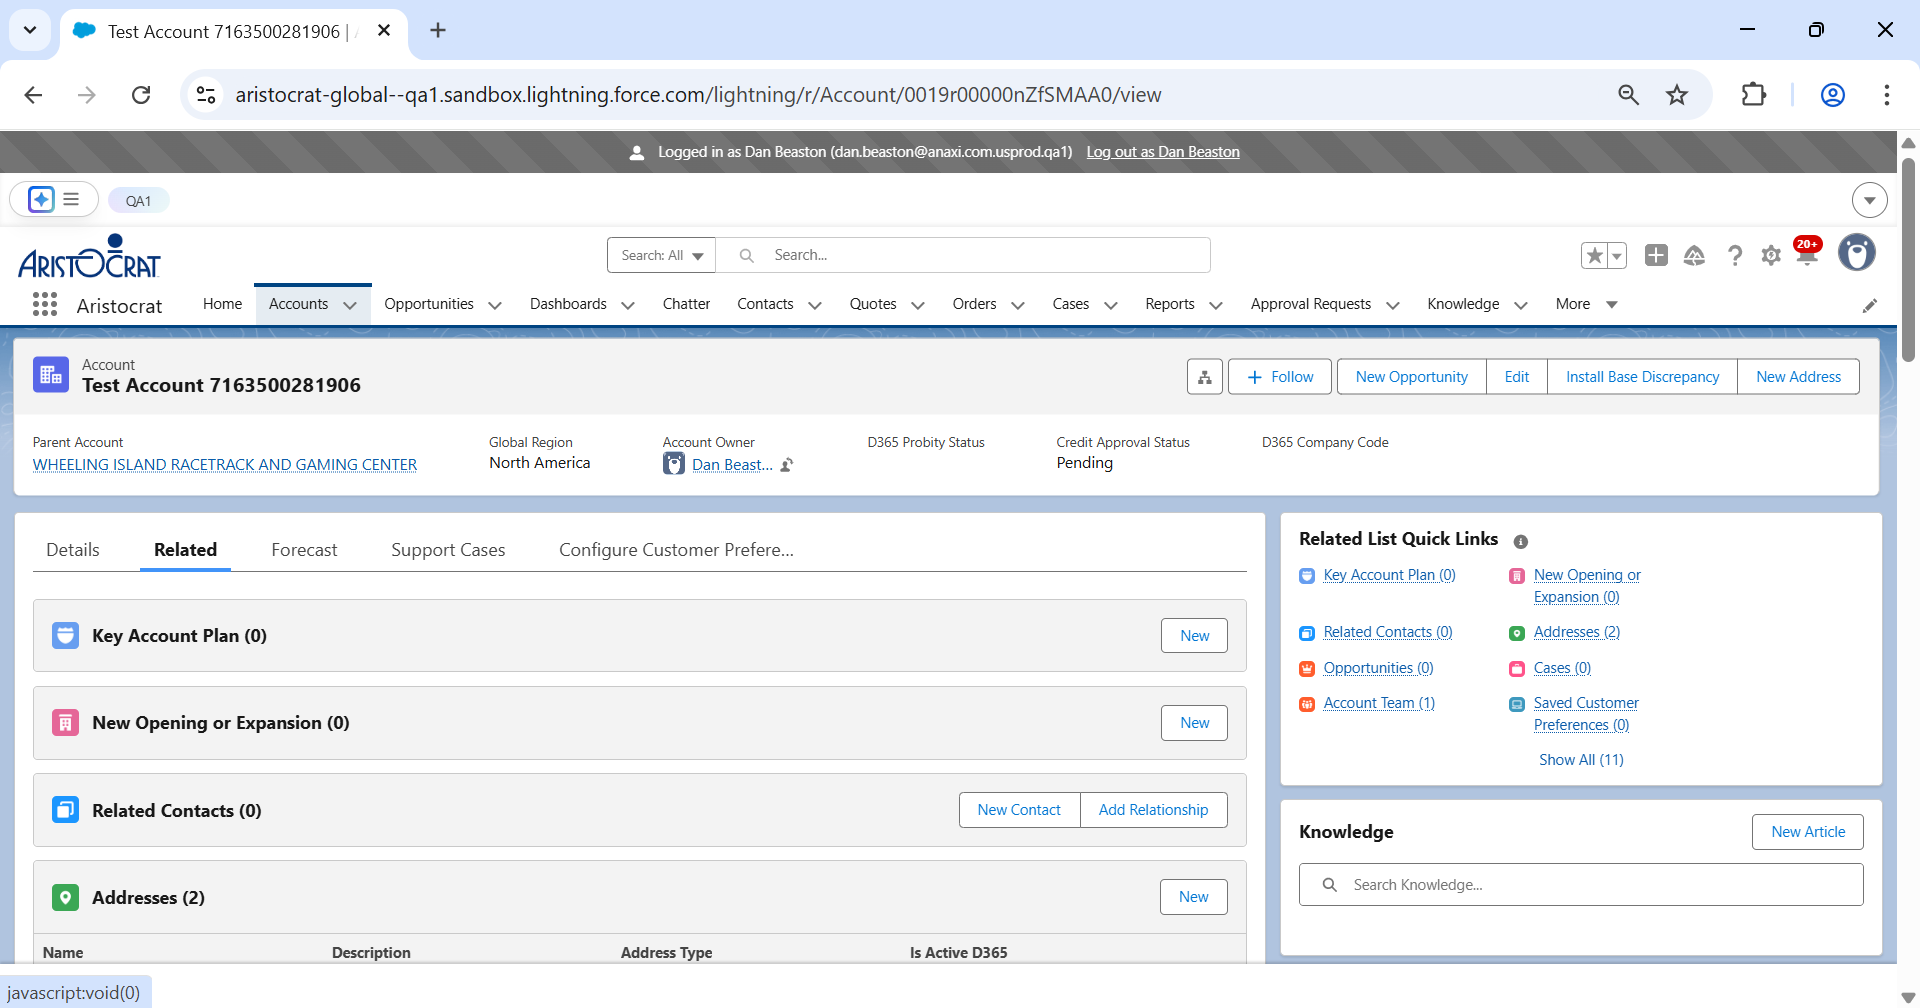 Test Account 7163500281906 |
aristocrat-global--qa1.sandbox.lightning.force.com/lightning/r/Account/0019r00000nZfSMAA0/view
Logged in as Dan Beaston (dan.beaston@anaxi.com.usprod.qa1) Log out as Dan Beaston
QA1
ARISTOCRAT
Search: All
Search...
20+
Aristocrat
Home
Accounts
Opportunities
Dashboards
Chatter
Contacts
Quotes
Orders
Cases
Reports
Approval Requests
Knowledge
More
Account
Test Account 7163500281906
Follow
New Opportunity
Edit
Install Base Discrepancy
New Address
Parent Account
WHEELING ISLAND RACETRACK AND GAMING CENTER
Global Region
North America
Account Owner
Dan Beast...
D365 Probity Status
Credit Approval Status
Pending
D365 Company Code
Details
Related
Forecast
Support Cases
Configure Customer Prefere...
Key Account Plan (0)
New
New Opening or Expansion (0)
New
Related Contacts (0)
New Contact
Add Relationship
Addresses (2)
New
Name
Description
Address Type
Is Active D365
Related List Quick Links
Key Account Plan (0)
New Opening or
Expansion (0)
Related Contacts (0)
Addresses (2)
Opportunities (0)
Cases (0)
Account Team (1)
Saved Customer
Preferences (0)
Show All (11)
Knowledge
New Article
Search Knowledge...
javascript:void(0)